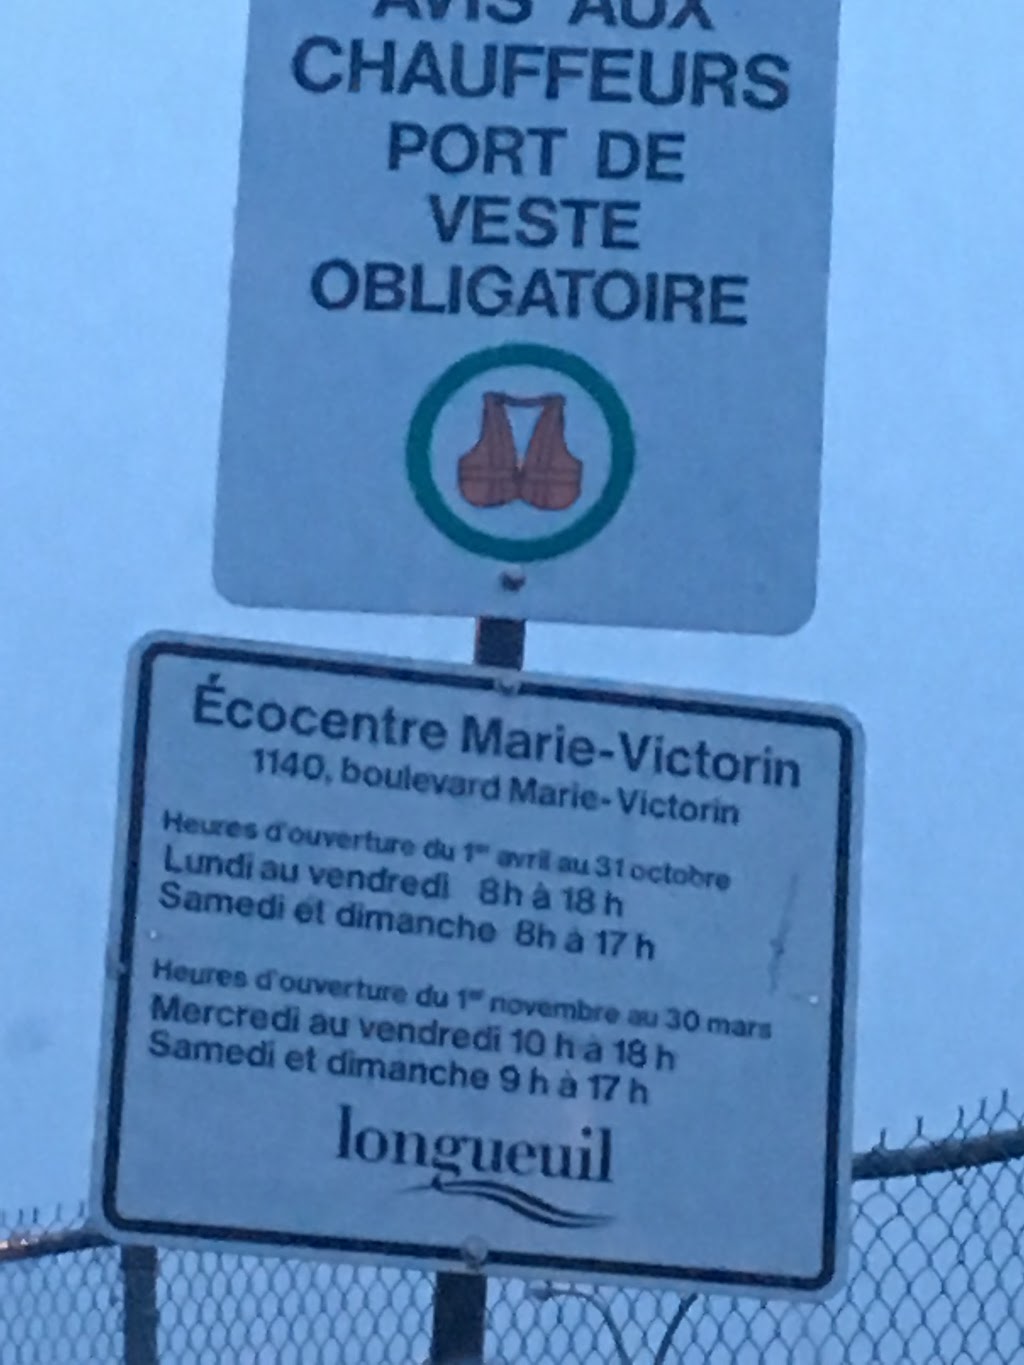 AVIS AUX
CHAUFFEURS
PORT DE
VESTE
OBLIGATOIRE
Écocentre Marie-Victorin
1140, boulevard Marie-Victorin
Heures d'ouverture du 1er avril au 31 octobre
Lundi au vendredi 8h à 18 h
Samedi et dimanche 8h à 17 h
Heures d'ouverture du 1er novembre au 30 mars
Mercredi au vendredi 10 h à 18 h
Samedi et dimanche 9 h à 17 h
longueuil